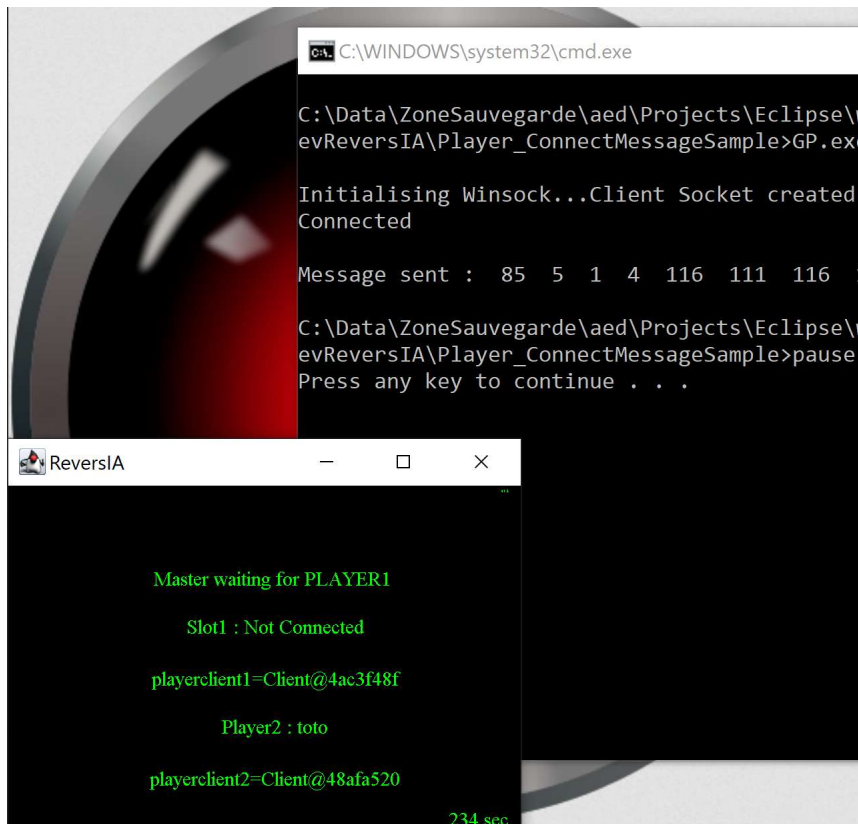 C:\WINDOWS\system32\cmd.exe
C:\Data\ZoneSauvegarde\aed\Projects\Eclipse\
evReversIA\Player_ConnectMessageSample>GP.ex
Initialising Winsock...Client Socket created
Connected
Message sent :  85  5  1  4  116  111  116
C:\Data\ZoneSauvegarde\aed\Projects\Eclipse\
evReversIA\Player_ConnectMessageSample>pause
Press any key to continue . . .
ReversIA
Master waiting for PLAYER1
Slot1 : Not Connected
playerclient1=Client@4ac3f48f
Player2 : toto
playerclient2=Client@48afa520
234 sec